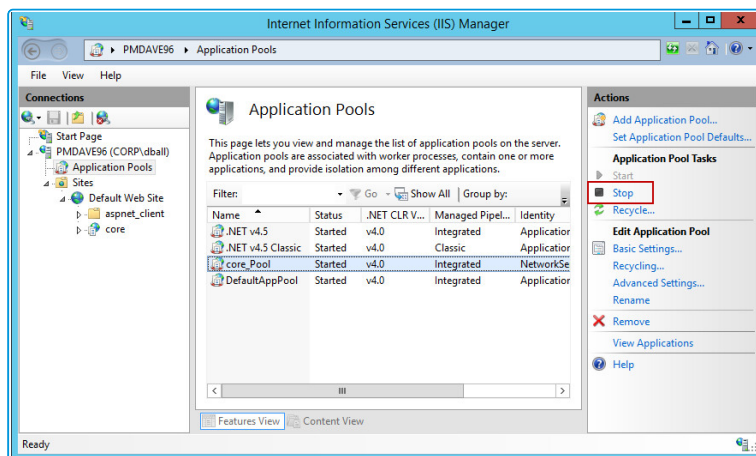 Internet Information Services (IIS) Manager
PMDAVE96 Application Pools
File View Help
Connections
Start Page
PMDAVE96 (CORP\dball)
Application Pools
Sites
Default Web Site
aspnet_client
core
Application Pools
This page lets you view and manage the list of application pools on the server.
Application pools are associated with worker processes, contain one or more
applications, and provide isolation among different applications.
Filter: Go Show All Group by:
Name Status .NET CLR V... Managed Pipel... Identity
.NET v4.5 Started v4.0 Integrated Application
.NET v4.5 Classic Started v4.0 Classic Application
core_Pool Started v4.0 Integrated NetworkSe
DefaultAppPool Started v4.0 Integrated Application
Features View Content View
Actions
Add Application Pool...
Set Application Pool Defaults...
Application Pool Tasks
Start
Stop
Recycle...
Edit Application Pool
Basic Settings...
Recycling...
Advanced Settings...
Rename
Remove
View Applications
Help
Ready